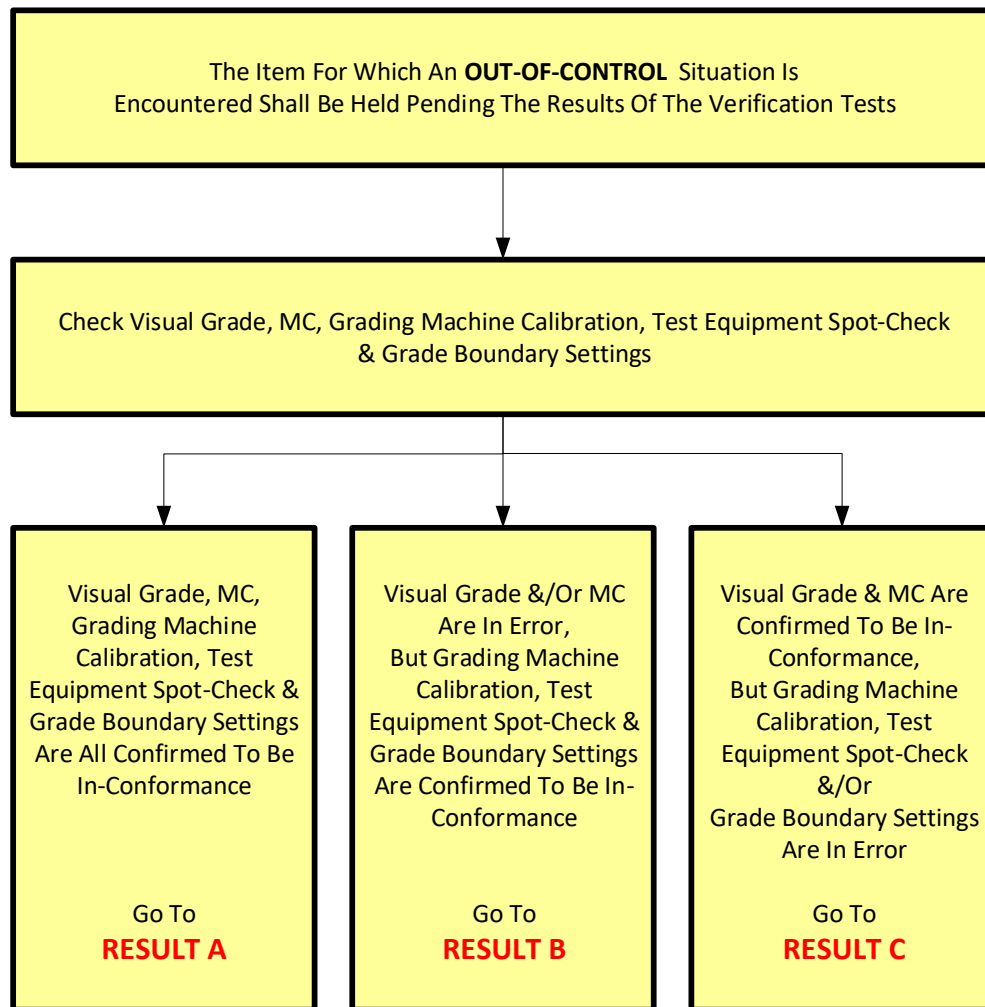 The Item For Which An OUT-OF-CONTROL Situation Is
Encountered Shall Be Held Pending The Results Of The Verification Tests
Check Visual Grade, MC, Grading Machine Calibration, Test Equipment Spot-Check
& Grade Boundary Settings
Visual Grade, MC,
Grading Machine
Calibration, Test
Equipment Spot-Check &
Grade Boundary Settings
Are All Confirmed To Be
In-Conformance
Go To
RESULT A
Visual Grade &/Or MC
Are In Error,
But Grading Machine
Calibration, Test
Equipment Spot-Check &
Grade Boundary Settings
Are Confirmed To Be In-
Conformance
Go To
RESULT B
Visual Grade & MC Are
Confirmed To Be In-
Conformance,
But Grading Machine
Calibration, Test
Equipment Spot-Check
&/Or
Grade Boundary Settings
Are In Error
Go To
RESULT C